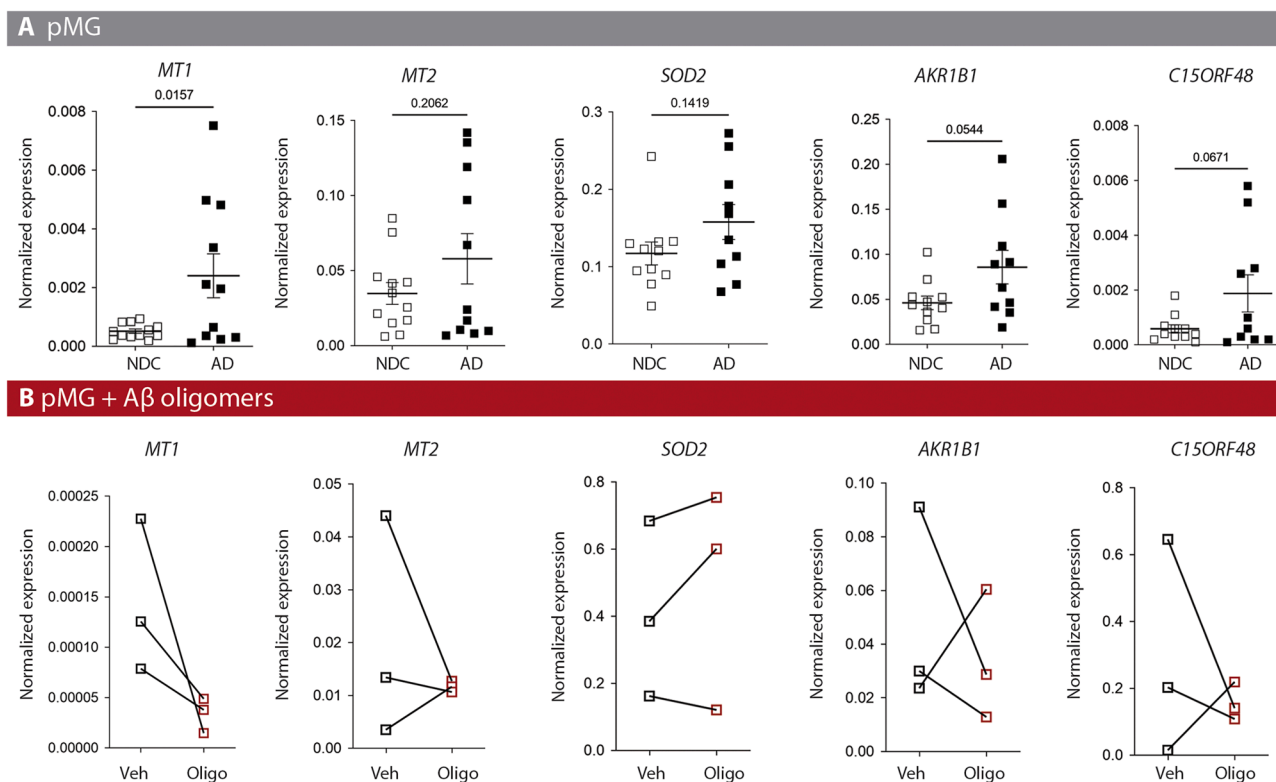 A pMG
MT1
MT2
SOD2
AKR1B1
C15ORF48
0.0157
0.2062
0.1419
0.0544
0.0671
Normalized expression
0.008
0.006
0.004
0.002
0.000
NDC AD
Normalized expression
0.15
0.10
0.05
0.00
NDC AD
Normalized expression
0.3
0.2
0.1
0.0
NDC AD
Normalized expression
0.25
0.20
0.15
0.10
0.05
0.00
NDC AD
Normalized expression
0.008
0.006
0.004
0.002
0.000
NDC AD
B pMG + Aβ oligomers
MT1
MT2
SOD2
AKR1B1
C15ORF48
Normalized expression
0.00025
0.00020
0.00015
0.00010
0.00005
0.00000
Veh Oligo
Normalized expression
0.05
0.04
0.03
0.02
0.01
0.00
Veh Oligo
Normalized expression
0.8
0.6
0.4
0.2
0.0
Veh Oligo
Normalized expression
0.10
0.08
0.06
0.04
0.02
0.00
Veh Oligo
Normalized expression
0.8
0.6
0.4
0.2
0.0
Veh Oligo